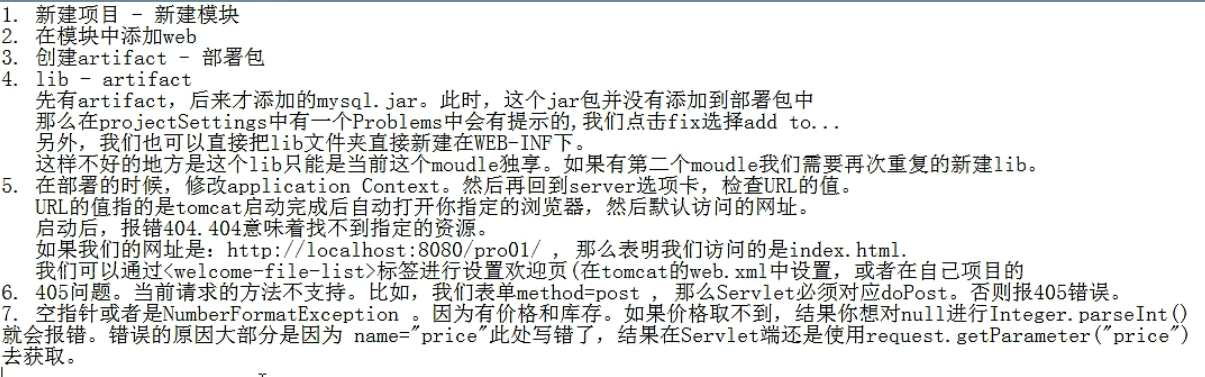 1. 新建项目 - 新建模块
2. 在模块中添加web
3. 创建artifact - 部署包
4. lib - artifact
先有artifact，后来才添加的mysql.jar。此时，这个jar包并没有添加到部署包中
那么在projectSettings中有一个Problems中会有提示的,我们点击fix选择add to...
另外，我们也可以直接把lib文件夹直接新建在WEB-INF下。
这样不好的地方是这个lib只能是当前这个moudle独享。如果有第二个moudle我们需要再次重复的新建lib。
5. 在部署的时候，修改application Context。然后再回到server选项卡，检查URL的值。
URL的值指的是tomcat启动完成后自动打开你指定的浏览器，然后默认访问的网址。
启动后，报错404.404意味着找不到指定的资源。
如果我们的网址是：http://localhost:8080/pro01/ , 那么表明我们访问的是index.html.
我们可以通过<welcome-file-list>标签进行设置欢迎页(在tomcat的web.xml中设置，或者在自己项目的
6. 405问题。当前请求的方法不支持。比如，我们表单method=post , 那么Servlet必须对应doPost。否则报405错误。
7. 空指针或者是NumberFormatException 。因为有价格和库存。如果价格取不到，结果你想对null进行Integer.parseInt()
就会报错。错误的原因大部分是因为 name="price"此处写错了，结果在Servlet端还是使用request.getParameter("price")
去获取。